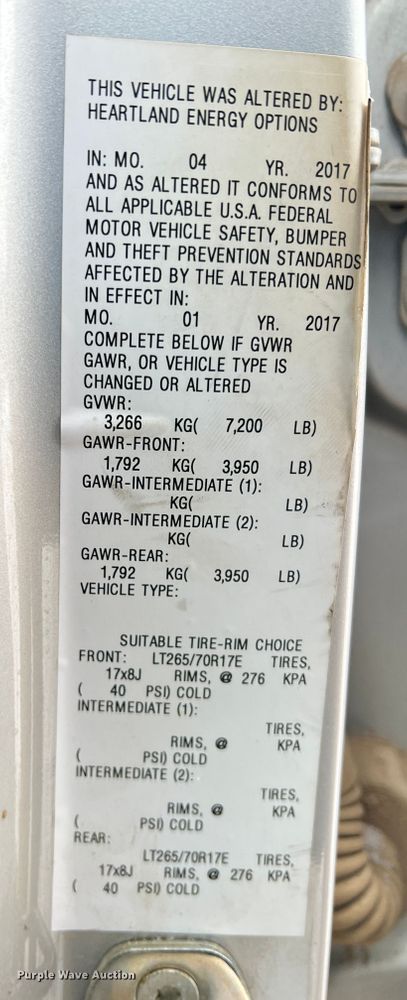 THIS VEHICLE WAS ALTERED BY:
HEARTLAND ENERGY OPTIONS
IN: MO. 04 YR. 2017
AND AS ALTERED IT CONFORMS TO
ALL APPLICABLE U.S.A. FEDERAL
MOTOR VEHICLE SAFETY, BUMPER
AND THEFT PREVENTION STANDARDS
AFFECTED BY THE ALTERATION AND
IN EFFECT IN:
MO. 01 YR. 2017
COMPLETE BELOW IF GVWR
GAWR, OR VEHICLE TYPE IS
CHANGED OR ALTERED
GVWR:
3,266 KG( 7,200 LB)
GAWR-FRONT:
1,792 KG( 3,950 LB)
GAWR-INTERMEDIATE (1):
KG( LB)
GAWR-INTERMEDIATE (2):
KG( LB)
GAWR-REAR:
1,792 KG( 3,950 LB)
VEHICLE TYPE:
SUITABLE TIRE-RIM CHOICE
FRONT: LT265/70R17E TIRES,
17x8J RIMS, @ 276 KPA
( 40 PSI) COLD
INTERMEDIATE (1):
TIRES,
RIMS, @ KPA
( PSI) COLD
INTERMEDIATE (2):
TIRES,
RIMS, @ KPA
( PSI) COLD
REAR:
LT265/70R17E TIRES,
17x8J RIMS, @ 276 KPA
( 40 PSI) COLD
Purple Wave Auction